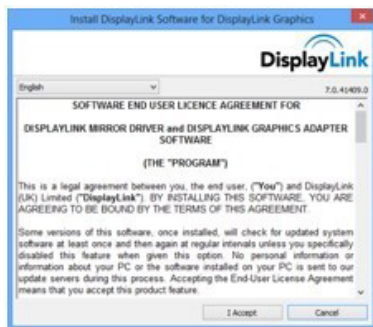 Install DisplayLink Software for DisplayLink Graphics
DisplayLink
English
7.0.41409.0
SOFTWARE END USER LICENCE AGREEMENT FOR
DISPLAYLINK MIRROR DRIVER and DISPLAYLINK GRAPHICS ADAPTER
SOFTWARE
(THE "PROGRAM")
This is a legal agreement between you, the end user, ("You") and DisplayLink
(UK) Limited ("DisplayLink"). BY INSTALLING THIS SOFTWARE, YOU ARE
AGREEING TO BE BOUND BY THE TERMS OF THIS AGREEMENT.
Some versions of this software, once installed, will check for updated system
software at least once and then again at regular intervals unless you specifically
disabled this feature when given this option. No personal information or
information about your PC or the software installed on your PC is sent to our
update servers during this process. Accepting the End-User License Agreement
means that you accept this product feature.
I Accept
Cancel